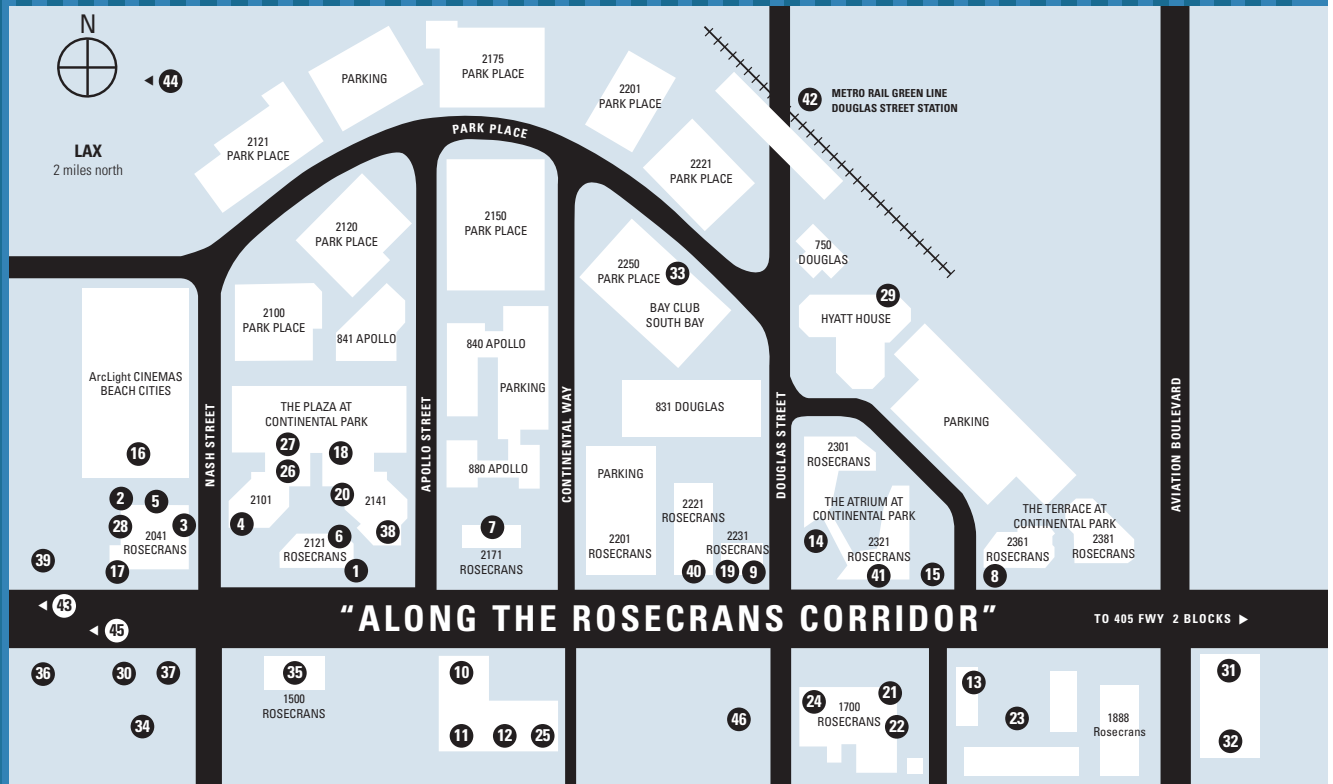 N
44
LAX
2 miles north
PARKING
2175
PARK PLACE
2201
PARK PLACE
42
METRO RAIL GREEN LINE
DOUGLAS STREET STATION
2121
PARK PLACE
PARK PLACE
2221
PARK PLACE
2120
PARK PLACE
2150
PARK PLACE
750
DOUGLAS
2250
PARK PLACE
33
BAY CLUB
SOUTH BAY
29
HYATT HOUSE
2100
PARK PLACE
841 APOLLO
840 APOLLO
PARKING
ArcLight CINEMAS
BEACH CITIES
16
NASH STREET
THE PLAZA AT
CONTINENTAL PARK
27
18
26
20
2101
2141
4
6
38
2121
ROSECRANS
1
APOLLO STREET
880 APOLLO
7
2171
ROSECRANS
CONTINENTAL WAY
831 DOUGLAS
PARKING
2201
ROSECRANS
2221
ROSECRANS
2231
ROSECRANS
40
19
9
DOUGLAS STREET
PARKING
2301
ROSECRANS
THE ATRIUM AT
CONTINENTAL PARK
14
2321
ROSECRANS
41
15
THE TERRACE AT
CONTINENTAL PARK
2361
ROSECRANS
2381
ROSECRANS
8
AVIATION BOULEVARD
2
5
28
3
2041
ROSECRANS
39
17
43
45
“ALONG THE ROSECRANS CORRIDOR”
TO 405 FWY 2 BLOCKS
36
30
37
34
35
1500
ROSECRANS
10
11
12
25
46
24
21
1700
ROSECRANS
22
13
23
1888
Rosecrans
31
32